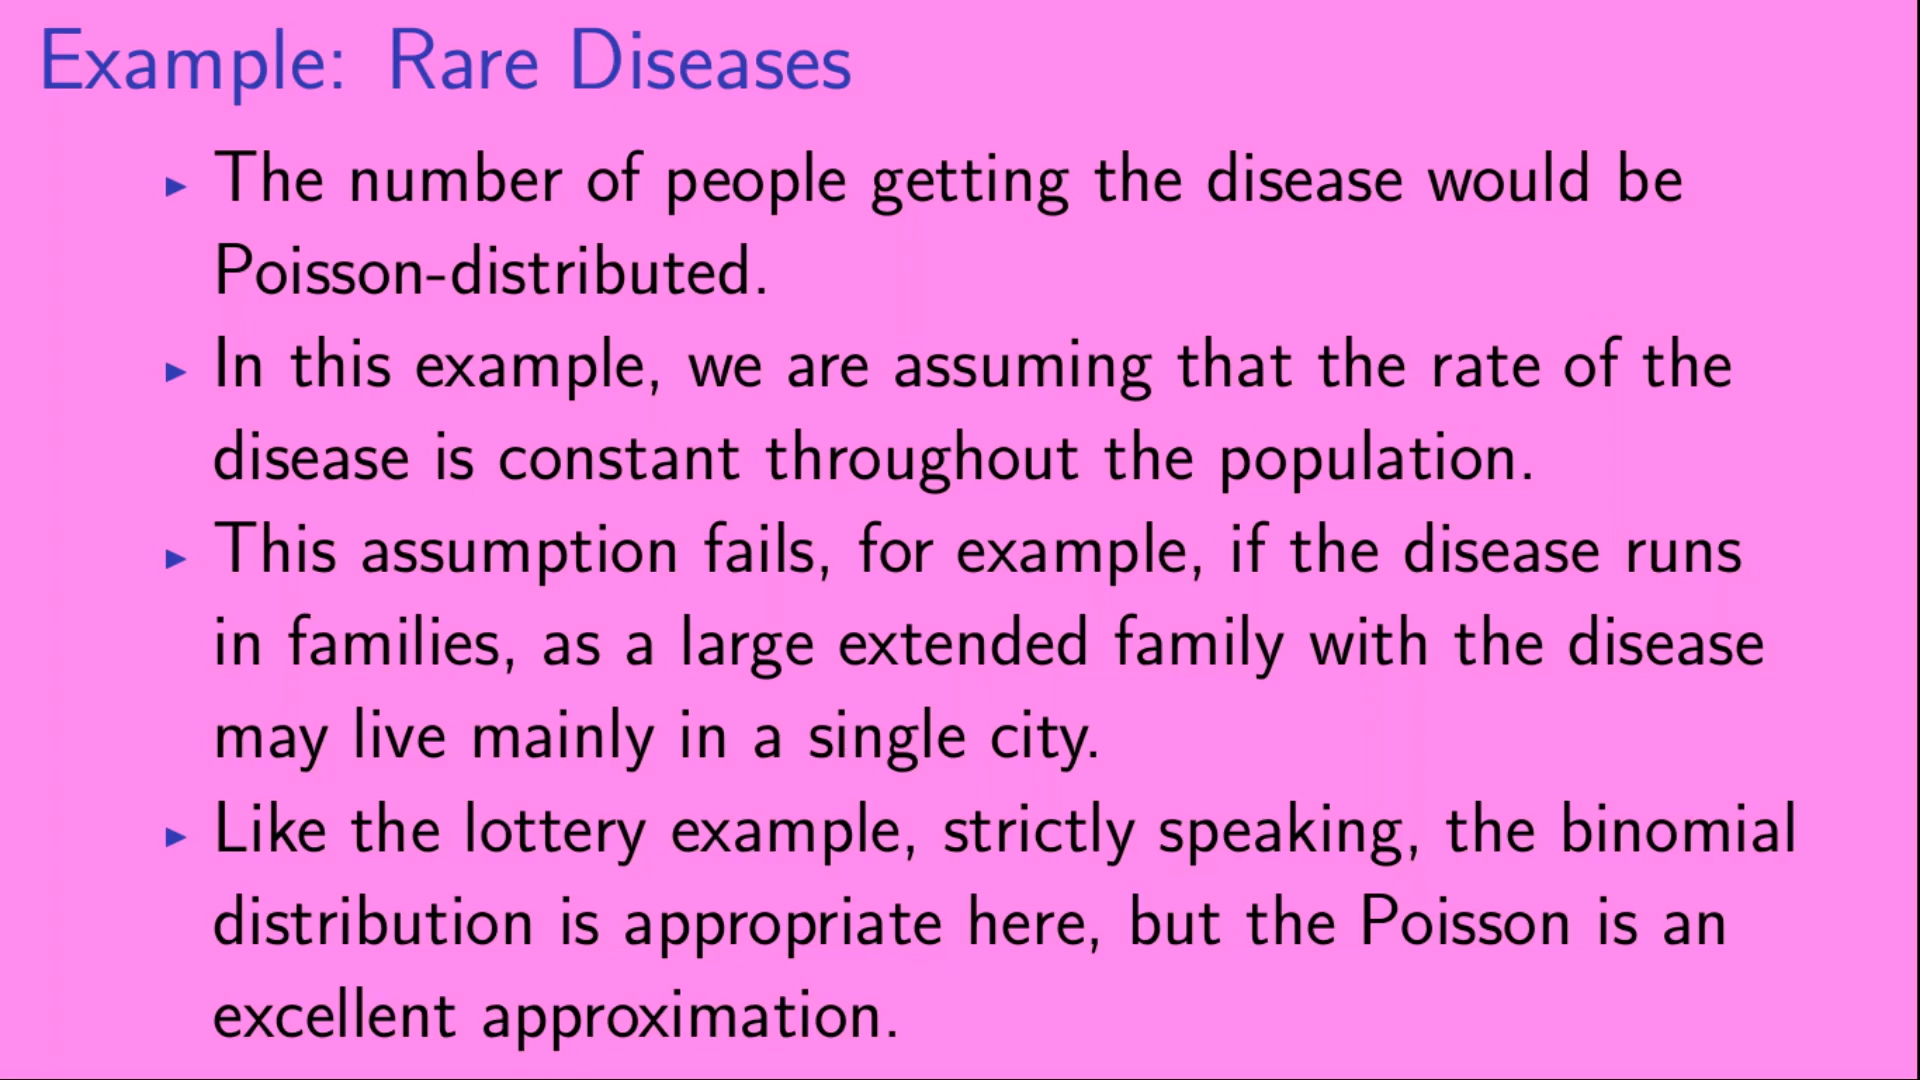 Example: Rare Diseases
▸ The number of people getting the disease would be
Poisson-distributed.
▸ In this example, we are assuming that the rate of the
disease is constant throughout the population.
▸ This assumption fails, for example, if the disease runs
in families, as a large extended family with the disease
may live mainly in a single city.
▸ Like the lottery example, strictly speaking, the binomial
distribution is appropriate here, but the Poisson is an
excellent approximation.